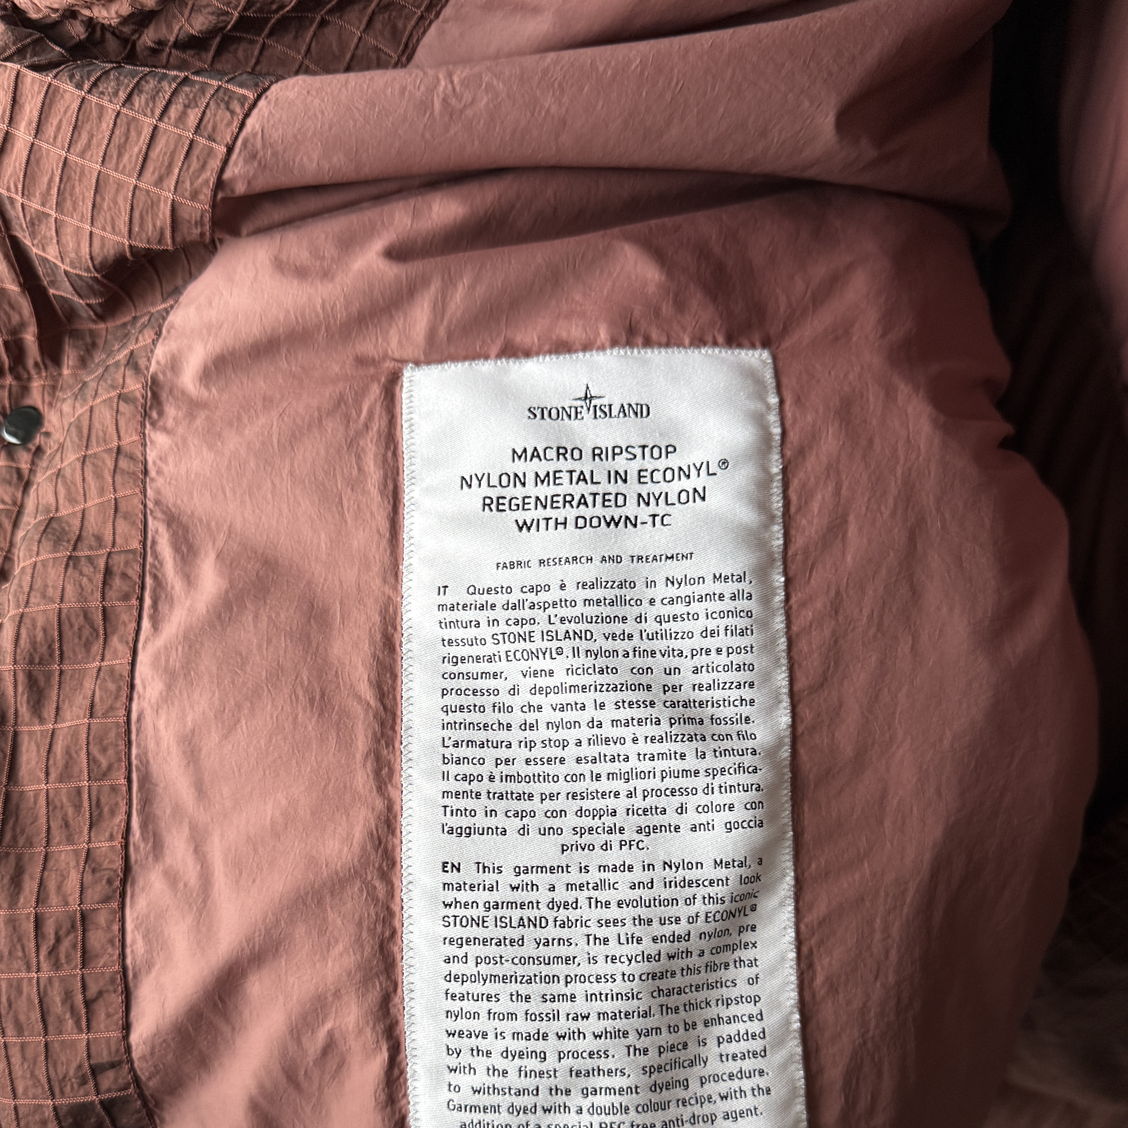 STONE ISLAND
MACRO RIPSTOP
NYLON METAL IN ECONYL®
REGENERATED NYLON
WITH DOWN-TC
FABRIC RESEARCH AND TREATMENT
IT Questo capo è realizzato in Nylon Metal,
materiale dall'aspetto metallico e cangiante alla
tintura in capo. L'evoluzione di questo iconico
tessuto STONE ISLAND, vede l'utilizzo dei filati
rigenerati ECONYL®. Il nylon a fine vita, pre e post
consumer, viene riciclato con un articolato
processo di depolimerizzazione per realizzare
questo filo che vanta le stesse caratteristiche
intrinseche del nylon da materia prima fossile.
L'armatura rip stop a rilievo è realizzata con filo
bianco per essere esaltata tramite la tintura.
Il capo è imbottito con le migliori piume specifica-
mente trattate per resistere al processo di tintura.
Tinto in capo con doppia ricetta di colore con
l'aggiunta di uno speciale agente anti goccia
privo di PFC.
EN This garment is made in Nylon Metal, a
material with a metallic and iridescent look
when garment dyed. The evolution of this iconic
STONE ISLAND fabric sees the use of ECONYL®
regenerated yarns. The Life ended nylon, pre
and post-consumer, is recycled with a complex
depolymerization process to create this fibre that
features the same intrinsic characteristics of
nylon from fossil raw material. The thick ripstop
weave is made with white yarn to be enhanced
by the dyeing process. The piece is padded
with the finest feathers, specifically treated
to withstand the garment dyeing procedure.
Garment dyed with a double colour recipe, with the
addition of a special PFC free anti-drop agent.